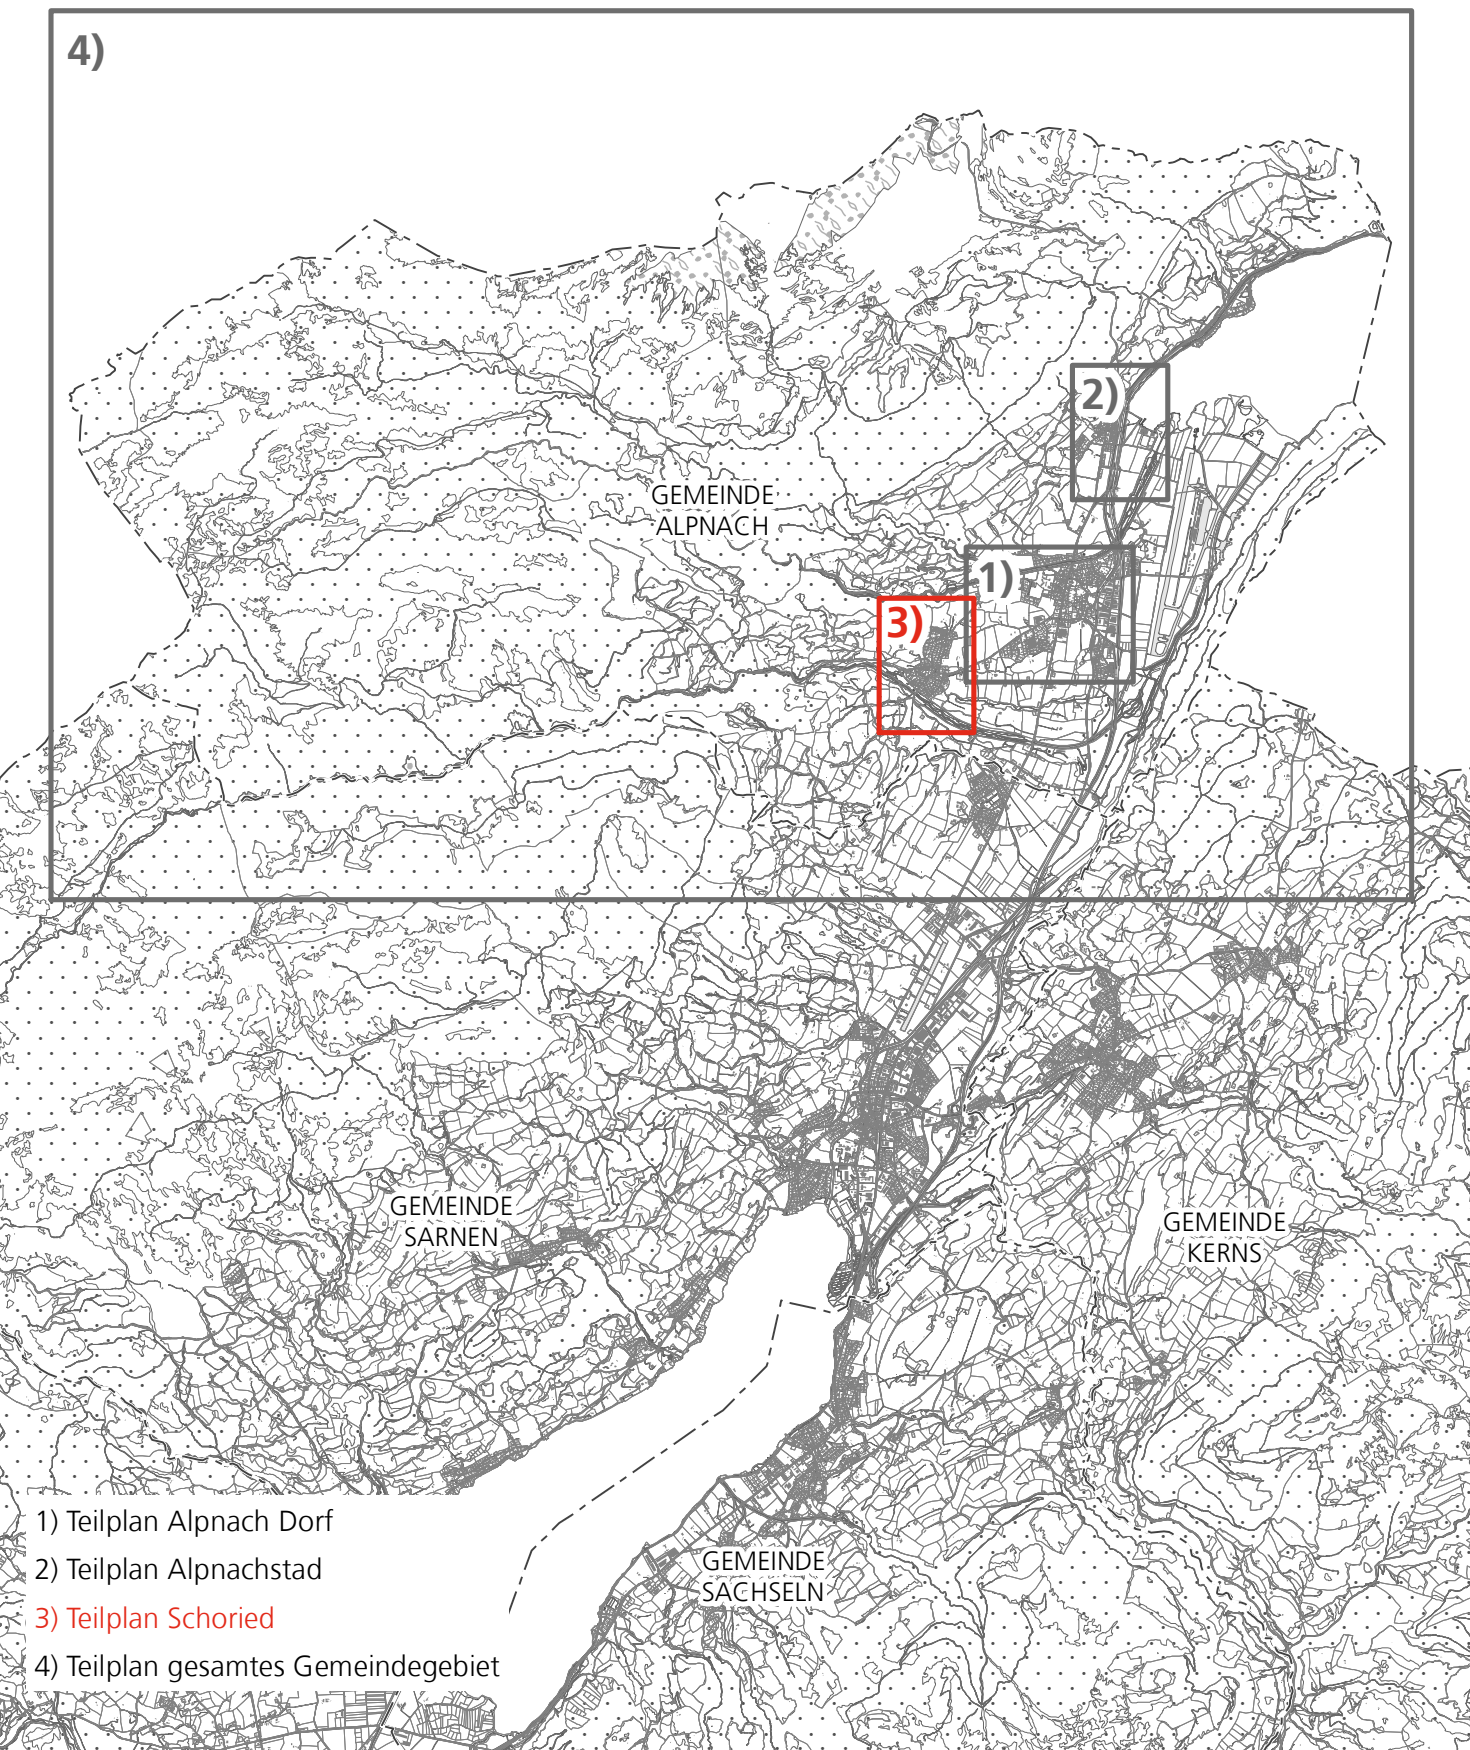 4)
2)
GEMEINDE
ALPNACH
1)
3)
GEMEINDE
SARNEN
GEMEINDE
KERNS
GEMEINDE
SACHSELN
1) Teilplan Alpnach Dorf
2) Teilplan Alpnachstad
3) Teilplan Schoried
4) Teilplan gesamtes Gemeindegebiet